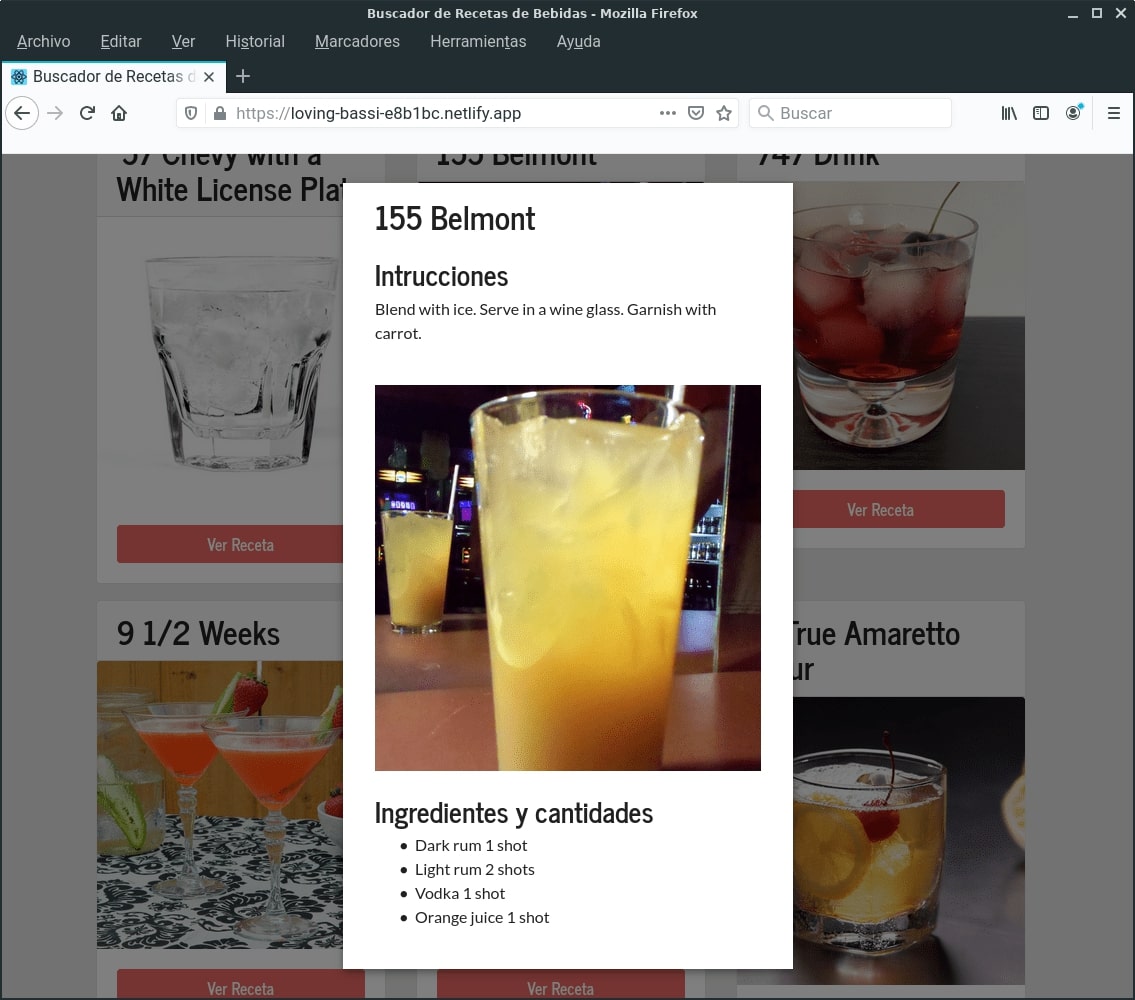 Buscador de Recetas de Bebidas - Mozilla Firefox
Archivo Editar Ver Historial Marcadores Herramientas Ayuda
Buscador de Recetas d
https://loving-bassi-e8b1bc.netlify.app
Buscar
'57 Chevy with a
White License Plat
155 Belmont
747 Drink
155 Belmont
Intrucciones
Blend with ice. Serve in a wine glass. Garnish with
carrot.
Ingredientes y cantidades
Dark rum 1 shot
Light rum 2 shots
Vodka 1 shot
Orange juice 1 shot
Ver Receta
Ver Receta
9 1/2 Weeks
True Amaretto
ur
Ver Receta
Ver Receta